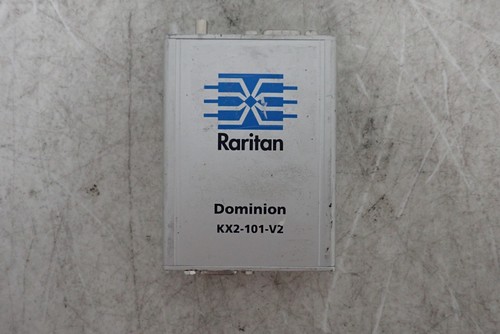 Raritan
Dominion
KX2-101-V2